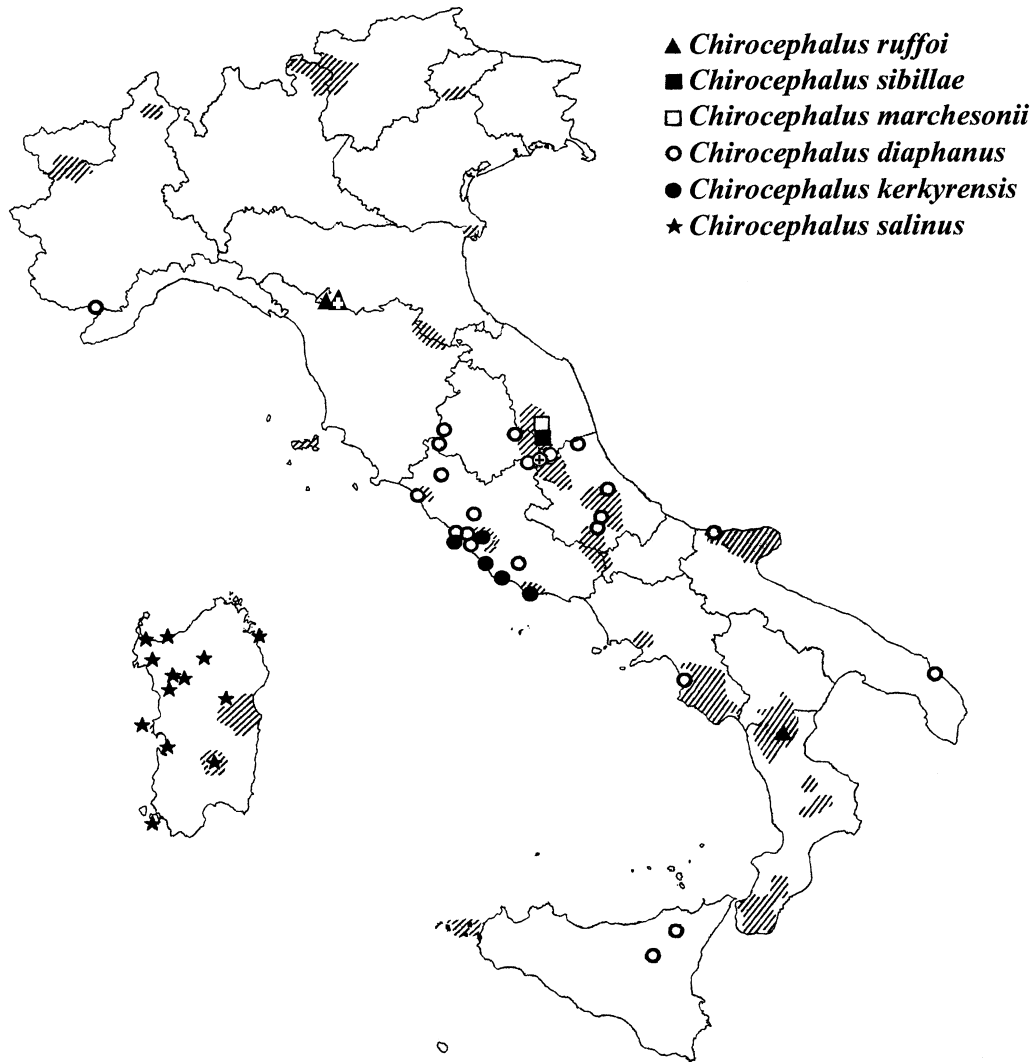 ▲ Chirocephalus ruffoi
■ Chirocephalus sibillae
□ Chirocephalus marchesonii
○ Chirocephalus diaphanus
● Chirocephalus kerkyrensis
★ Chirocephalus salinus